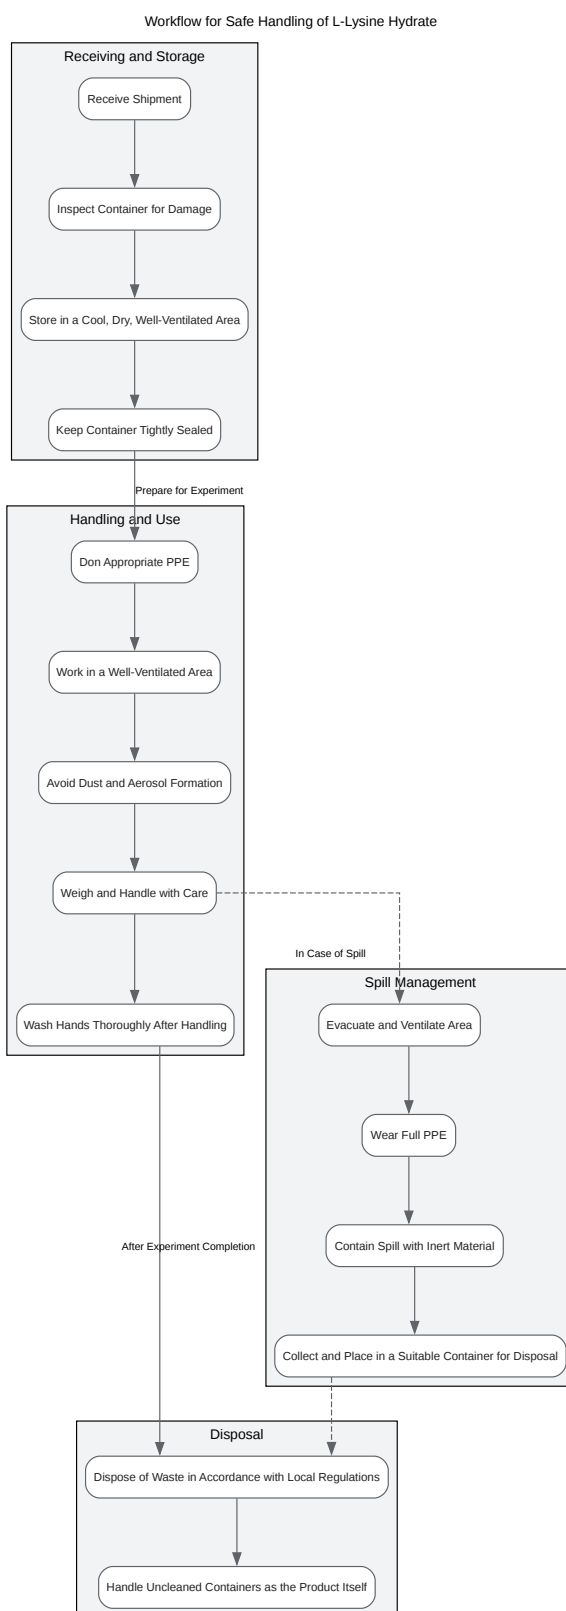 Workflow for Safe Handling of L-Lysine Hydrate
Receiving and Storage
Receive Shipment
Inspect Container for Damage
Store in a Cool, Dry, Well-Ventilated Area
Keep Container Tightly Sealed
Prepare for Experiment
Handling and Use
Don Appropriate PPE
Work in a Well-Ventilated Area
Avoid Dust and Aerosol Formation
Weigh and Handle with Care
In Case of Spill
Spill Management
Wash Hands Thoroughly After Handling
Evacuate and Ventilate Area
Wear Full PPE
Contain Spill with Inert Material
After Experiment Completion
Collect and Place in a Suitable Container for Disposal
Disposal
Dispose of Waste in Accordance with Local Regulations
Handle Uncleaned Containers as the Product Itself